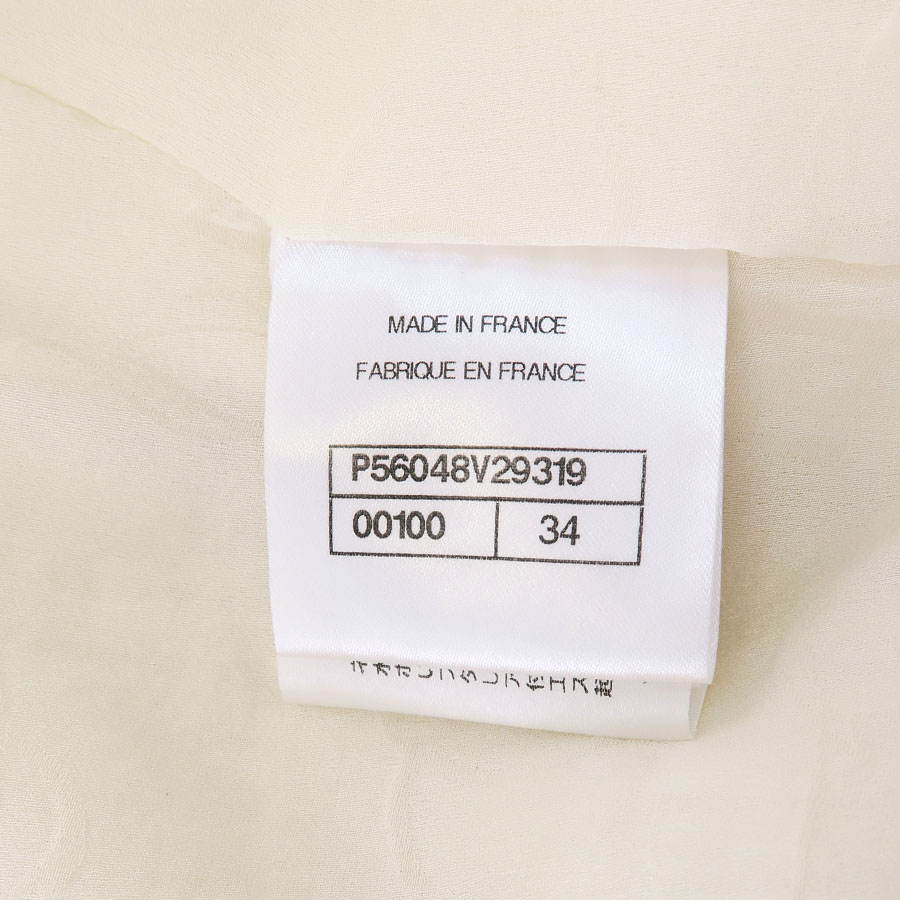 MADE IN FRANCE
FABRIQUE EN FRANCE
P56048V29319
00100 34